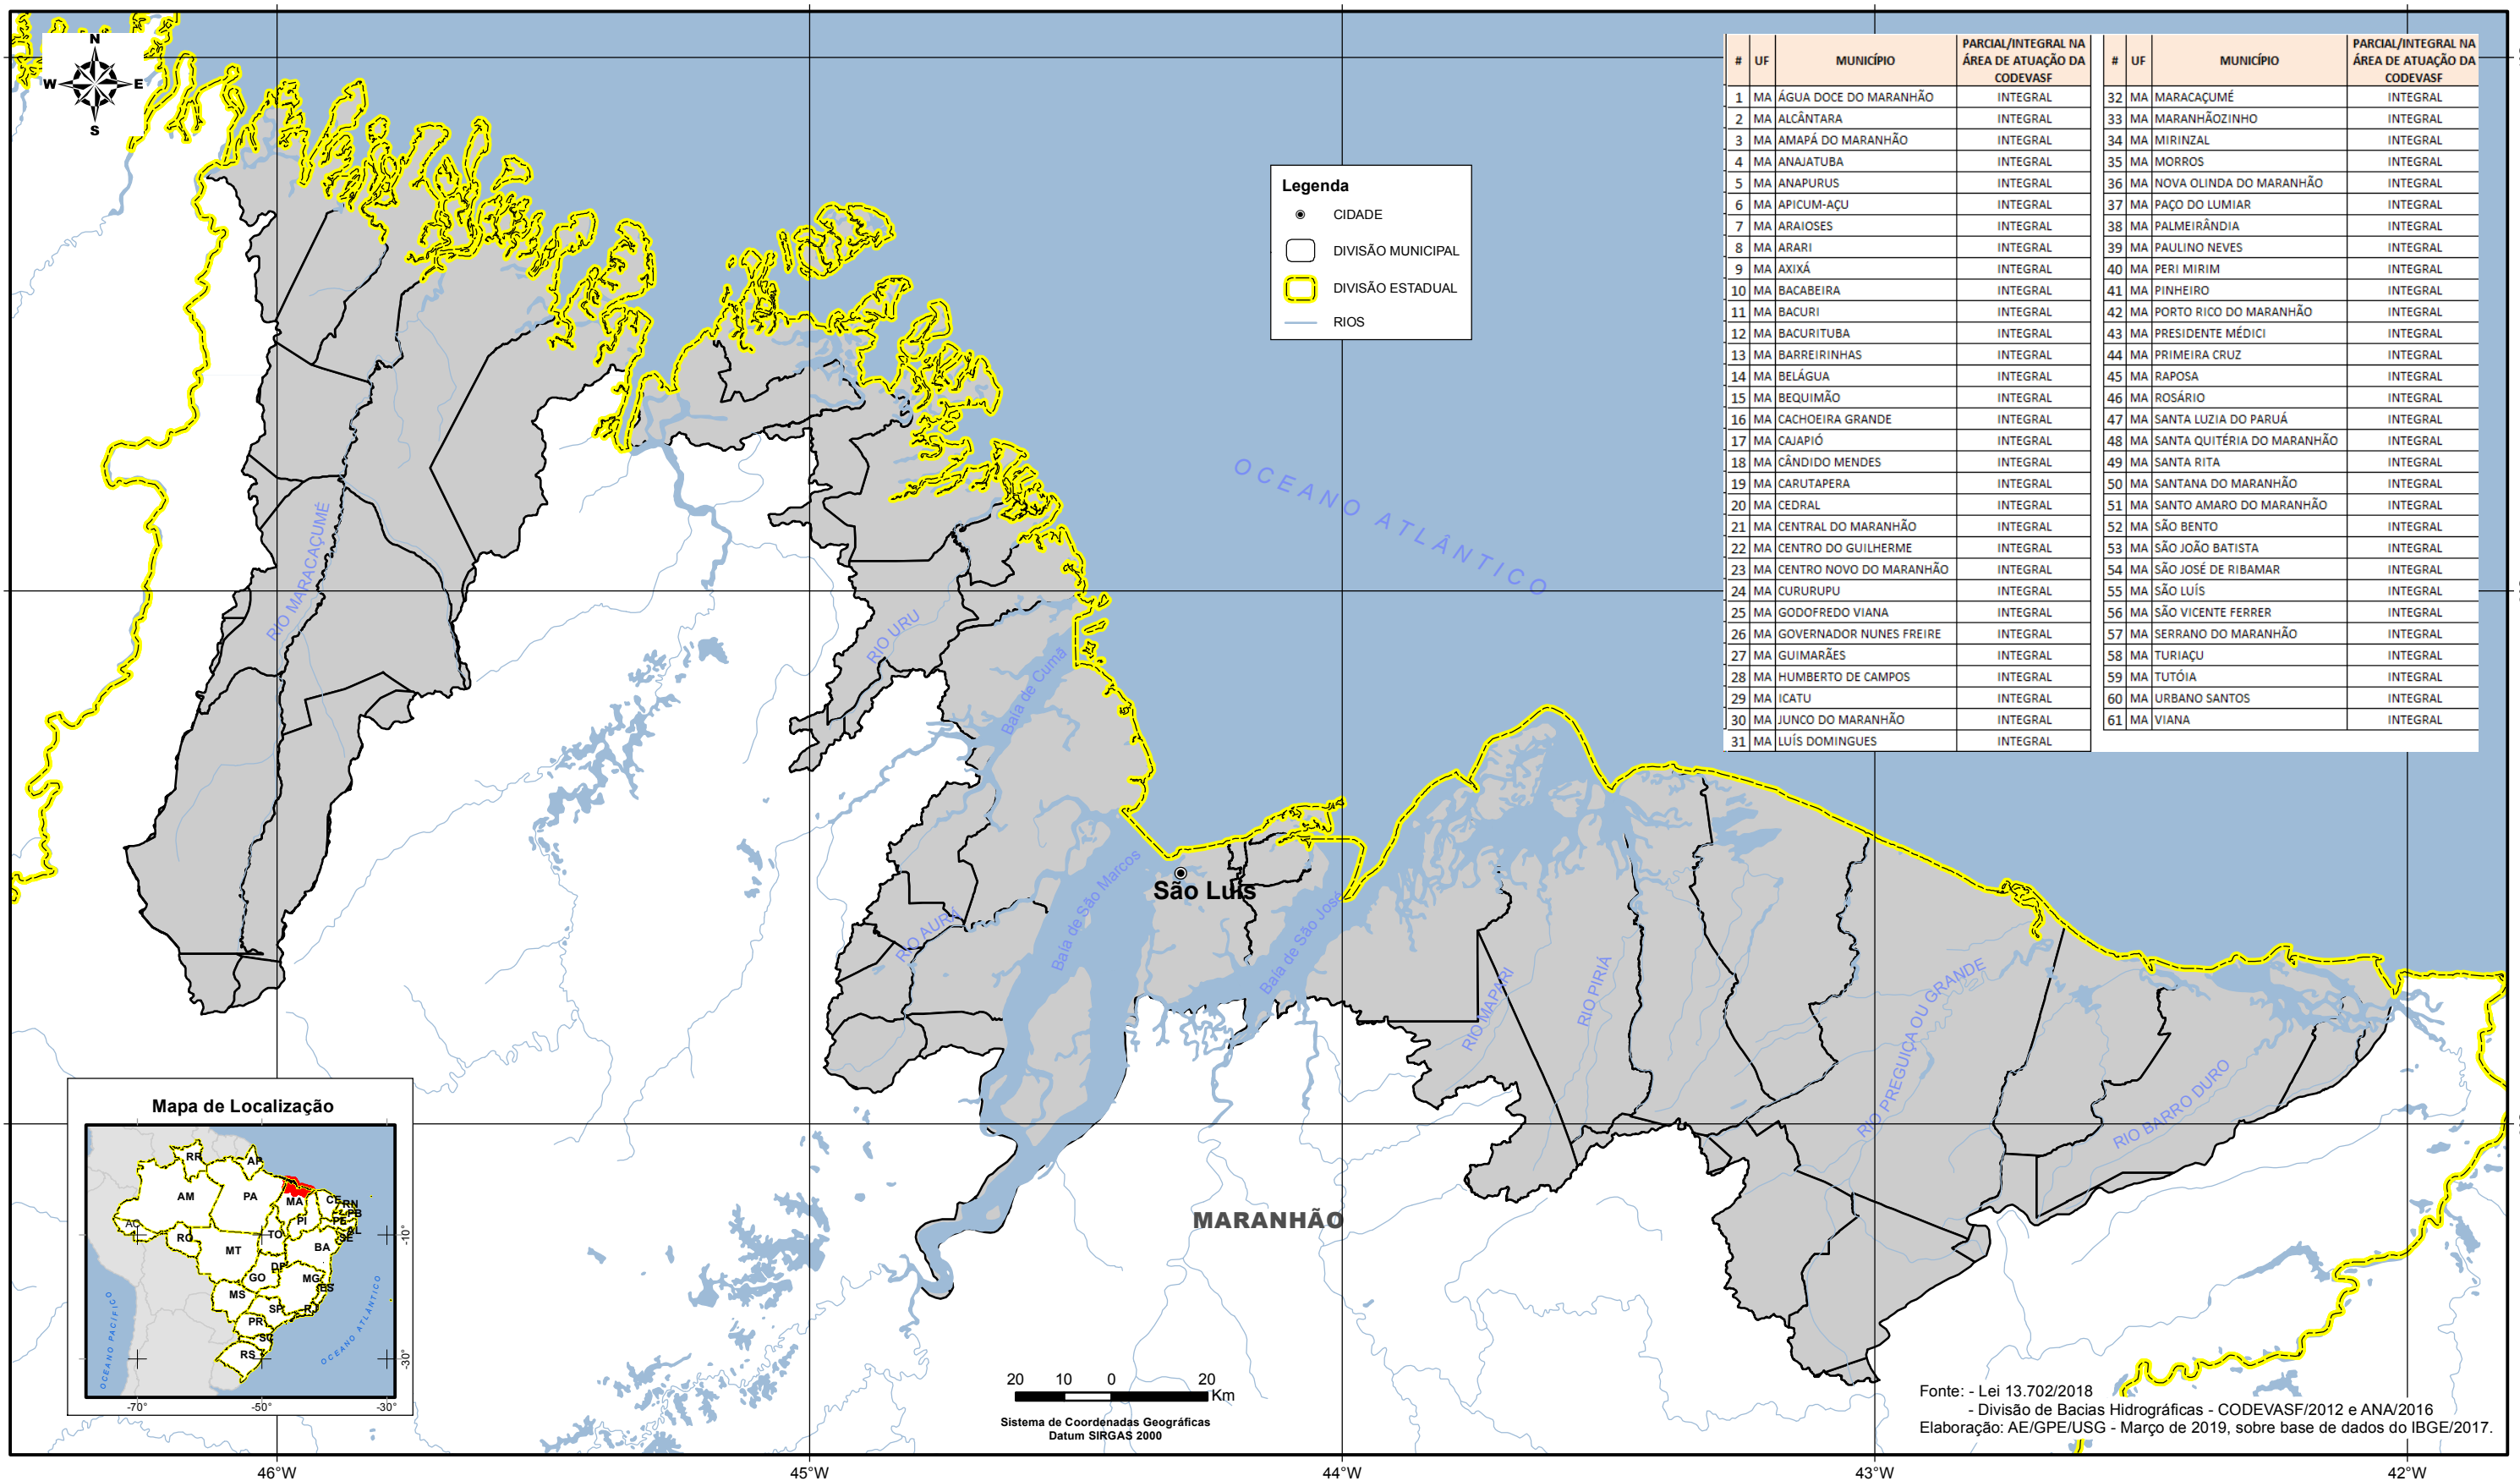 N
W E
S
Legenda
CIDADE
DIVISÃO MUNICIPAL
DIVISÃO ESTADUAL
RIOS
# UF MUNICÍPIO PARCIAL/INTEGRAL NA ÁREA DE ATUAÇÃO DA CODEVASF
1 MA ÁGUA DOCE DO MARANHÃO INTEGRAL
2 MA ALCÂNTARA INTEGRAL
3 MA AMAPÁ DO MARANHÃO INTEGRAL
4 MA ANAJATUBA INTEGRAL
5 MA ANAPURUS INTEGRAL
6 MA APICUM-AÇU INTEGRAL
7 MA ARAIOSES INTEGRAL
8 MA ARARI INTEGRAL
9 MA AXIXÁ INTEGRAL
10 MA BACABEIRA INTEGRAL
11 MA BACURI INTEGRAL
12 MA BACURITUBA INTEGRAL
13 MA BARREIRINHAS INTEGRAL
14 MA BELÁGUA INTEGRAL
15 MA BEQUIMÃO INTEGRAL
16 MA CACHOEIRA GRANDE INTEGRAL
17 MA CAJAPIÓ INTEGRAL
18 MA CÂNDIDO MENDES INTEGRAL
19 MA CARUTAPERA INTEGRAL
20 MA CEDRAL INTEGRAL
21 MA CENTRAL DO MARANHÃO INTEGRAL
22 MA CENTRO DO GUILHERME INTEGRAL
23 MA CENTRO NOVO DO MARANHÃO INTEGRAL
24 MA CURURUPU INTEGRAL
25 MA GODOFREDO VIANA INTEGRAL
26 MA GOVERNADOR NUNES FREIRE INTEGRAL
27 MA GUIMARÃES INTEGRAL
28 MA HUMBERTO DE CAMPOS INTEGRAL
29 MA ICATU INTEGRAL
30 MA JUNCO DO MARANHÃO INTEGRAL
31 MA LUÍS DOMINGUES INTEGRAL
# UF MUNICÍPIO PARCIAL/INTEGRAL NA ÁREA DE ATUAÇÃO DA CODEVASF
32 MA MARACAÇUMÉ INTEGRAL
33 MA MARANHÃOZINHO INTEGRAL
34 MA MIRINZAL INTEGRAL
35 MA MORROS INTEGRAL
36 MA NOVA OLINDA DO MARANHÃO INTEGRAL
37 MA PAÇO DO LUMIAR INTEGRAL
38 MA PALMEIRÂNDIA INTEGRAL
39 MA PAULINO NEVES INTEGRAL
40 MA PERI MIRIM INTEGRAL
41 MA PINHEIRO INTEGRAL
42 MA PORTO RICO DO MARANHÃO INTEGRAL
43 MA PRESIDENTE MÉDICI INTEGRAL
44 MA PRIMEIRA CRUZ INTEGRAL
45 MA RAPOSA INTEGRAL
46 MA ROSÁRIO INTEGRAL
47 MA SANTA LUZIA DO PARUÁ INTEGRAL
48 MA SANTA QUITÉRIA DO MARANHÃO INTEGRAL
49 MA SANTA RITA INTEGRAL
50 MA SANTANA DO MARANHÃO INTEGRAL
51 MA SANTO AMARO DO MARANHÃO INTEGRAL
52 MA SÃO BENTO INTEGRAL
53 MA SÃO JOÃO BATISTA INTEGRAL
54 MA SÃO JOSÉ DE RIBAMAR INTEGRAL
55 MA SÃO LUÍS INTEGRAL
56 MA SÃO VICENTE FERRER INTEGRAL
57 MA SERRANO DO MARANHÃO INTEGRAL
58 MA TURIAÇU INTEGRAL
59 MA TUTÓIA INTEGRAL
60 MA URBANO SANTOS INTEGRAL
61 MA VIANA INTEGRAL
OCEANO ATLÂNTICO
RIO MARACAÇUMÉ
RIO URU
Baía de Cumã
RIO AURÁ
Baía de São Marcos
São Luís
Baía de São José
RIO MAPARI
RIO PIRIÁ
RIO PREGUIÇA OU GRANDE
RIO BARRO DURO
MARANHÃO
Mapa de Localização
RR
AP
AM
PA
MA
CE
RN
PB
PI
PE
AL
SE
AC
RO
TO
MT
BA
DF
GO
MG
ES
MS
SP
RJ
PR
SC
RS
OCEANO PACÍFICO
OCEANO ATLÂNTICO
-10°
-30°
-70° -50° -30°
20 10 0 20
Km
Sistema de Coordenadas Geográficas
Datum SIRGAS 2000
Fonte: - Lei 13.702/2018
- Divisão de Bacias Hidrográficas - CODEVASF/2012 e ANA/2016
Elaboração: AE/GPE/USG - Março de 2019, sobre base de dados do IBGE/2017.
46°W 45°W 44°W 43°W 42°W